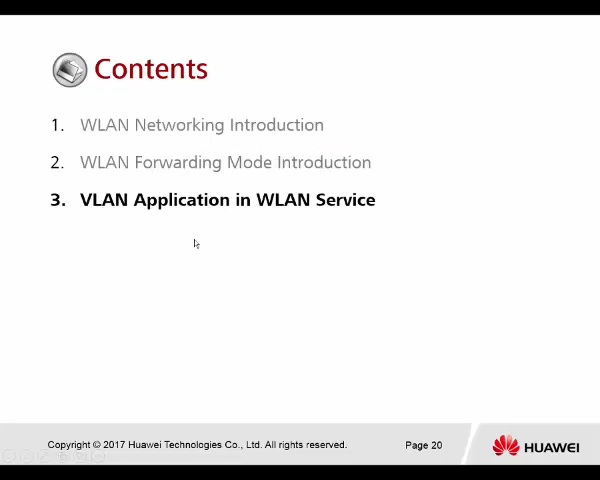 Contents
1. WLAN Networking Introduction
2. WLAN Forwarding Mode Introduction
3. VLAN Application in WLAN Service
Copyright © 2017 Huawei Technologies Co., Ltd. All rights reserved. Page 20 HUAWEI